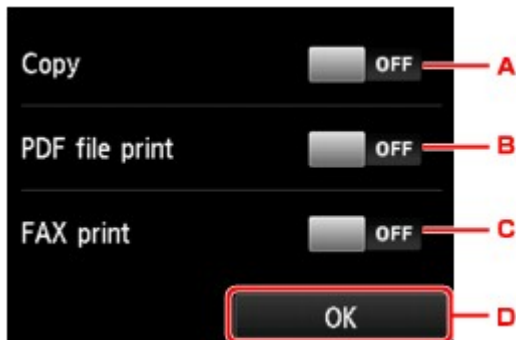 Copy OFF A
PDF file print OFF B
FAX print OFF C
OK D